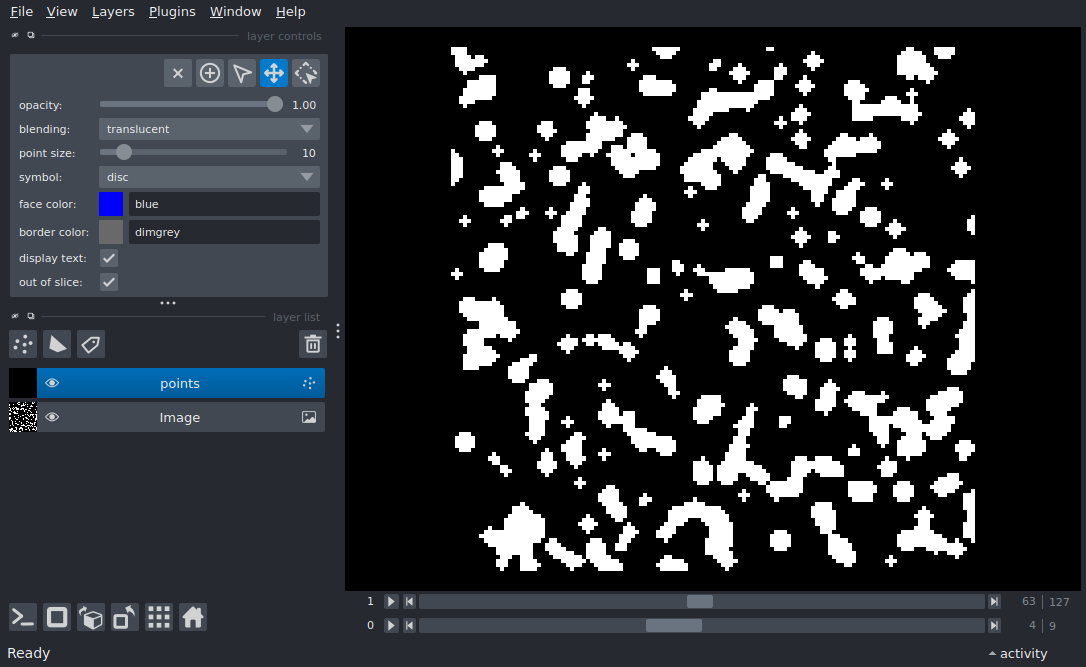 File View Layers Plugins Window Help
layer controls
opacity: 1.00
blending: translucent
point size: 10
symbol: disc
face color: blue
border color: dimgrey
display text:
out of slice:
layer list
points
Image
1 63 | 127
0 4 | 9
Ready activity